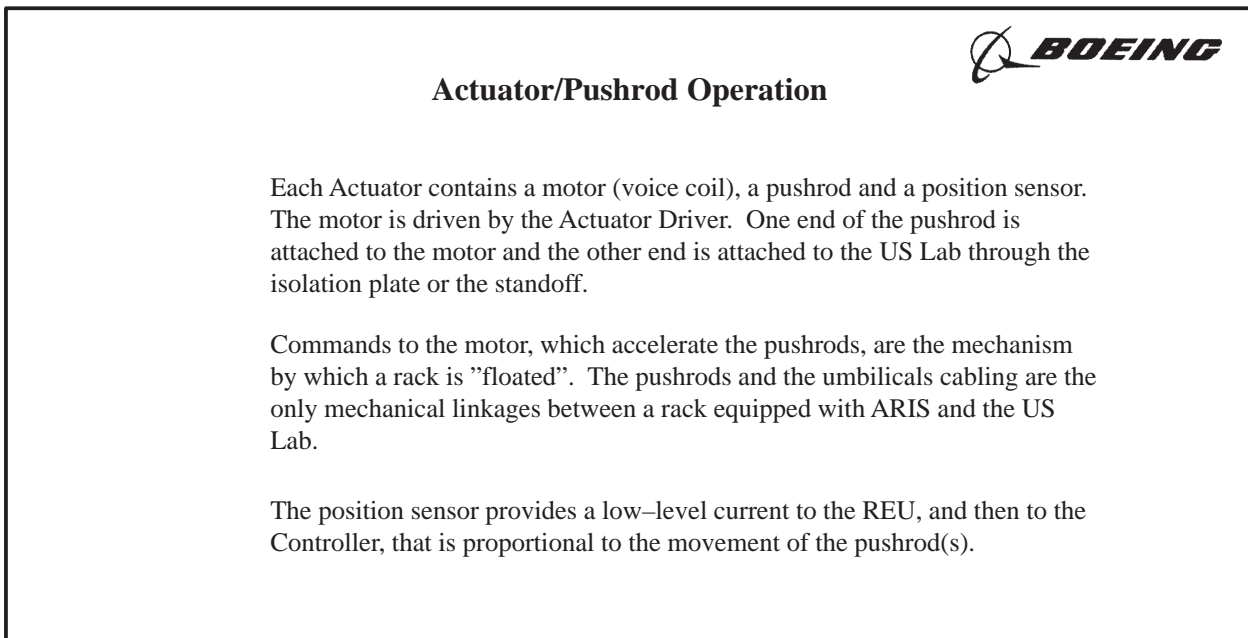 BOEING
Actuator/Pushrod Operation
Each Actuator contains a motor (voice coil), a pushrod and a position sensor.
The motor is driven by the Actuator Driver.  One end of the pushrod is
attached to the motor and the other end is attached to the US Lab through the
isolation plate or the standoff.
Commands to the motor, which accelerate the pushrods, are the mechanism
by which a rack is ”floated”.  The pushrods and the umbilicals cabling are the
only mechanical linkages between a rack equipped with ARIS and the US
Lab.
The position sensor provides a low–level current to the REU, and then to the
Controller, that is proportional to the movement of the pushrod(s).